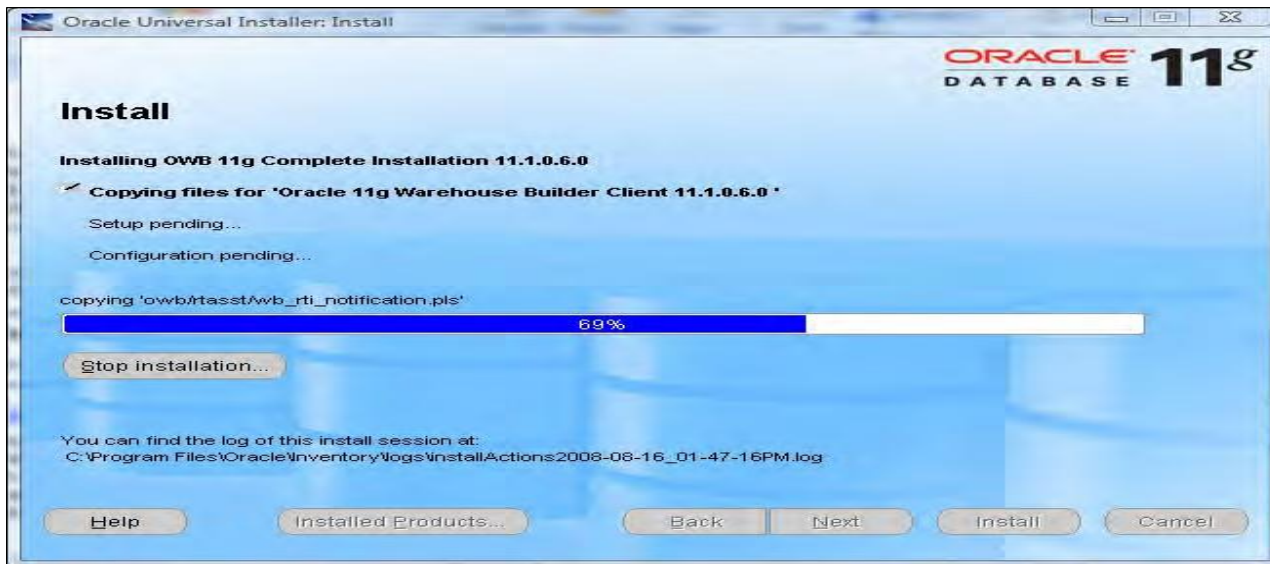 Oracle Universal Installer: Install
ORACLE 11g
DATABASE
Install
Installing OWB 11g Complete Installation 11.1.0.6.0
Copying files for 'Oracle 11g Warehouse Builder Client 11.1.0.6.0 '
Setup pending...
Configuration pending...
copying 'owb/rtasst/wb_rti_notification.pls'
69%
Stop installation...
You can find the log of this install session at:
C:\Program Files\Oracle\Inventory\logs\installActions2008-08-16_01-47-16PM.log
Help Installed Products... Back Next Install Cancel